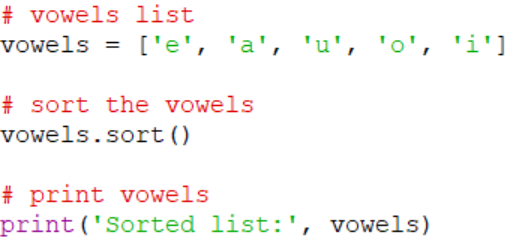 # vowels list
vowels = ['e', 'a', 'u', 'o', 'i']
# sort the vowels
vowels.sort()
# print vowels
print('Sorted list:', vowels)